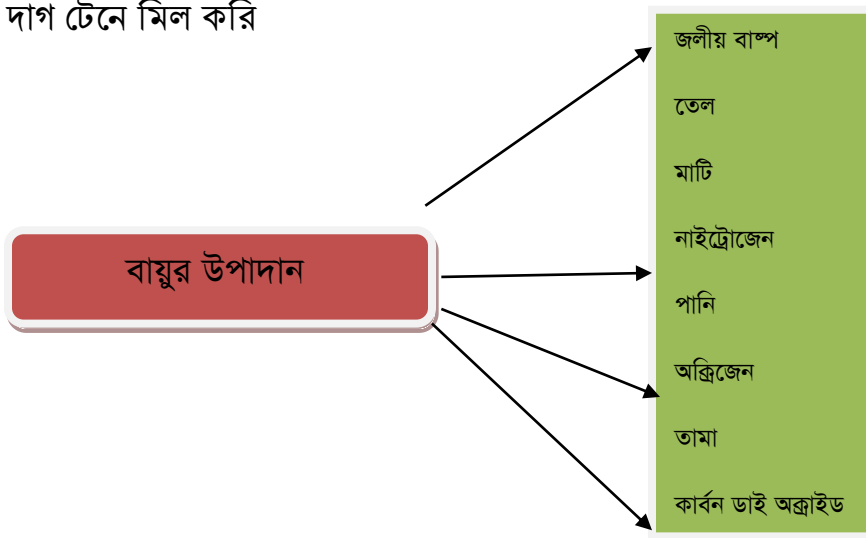 দাগ টেনে মিল করি
জলীয় বাষ্প
তেল
মাটি
নাইট্রোজেন
বায়ুর উপাদান
পানি
অক্সিজেন
তামা
কার্বন ডাই অক্সাইড